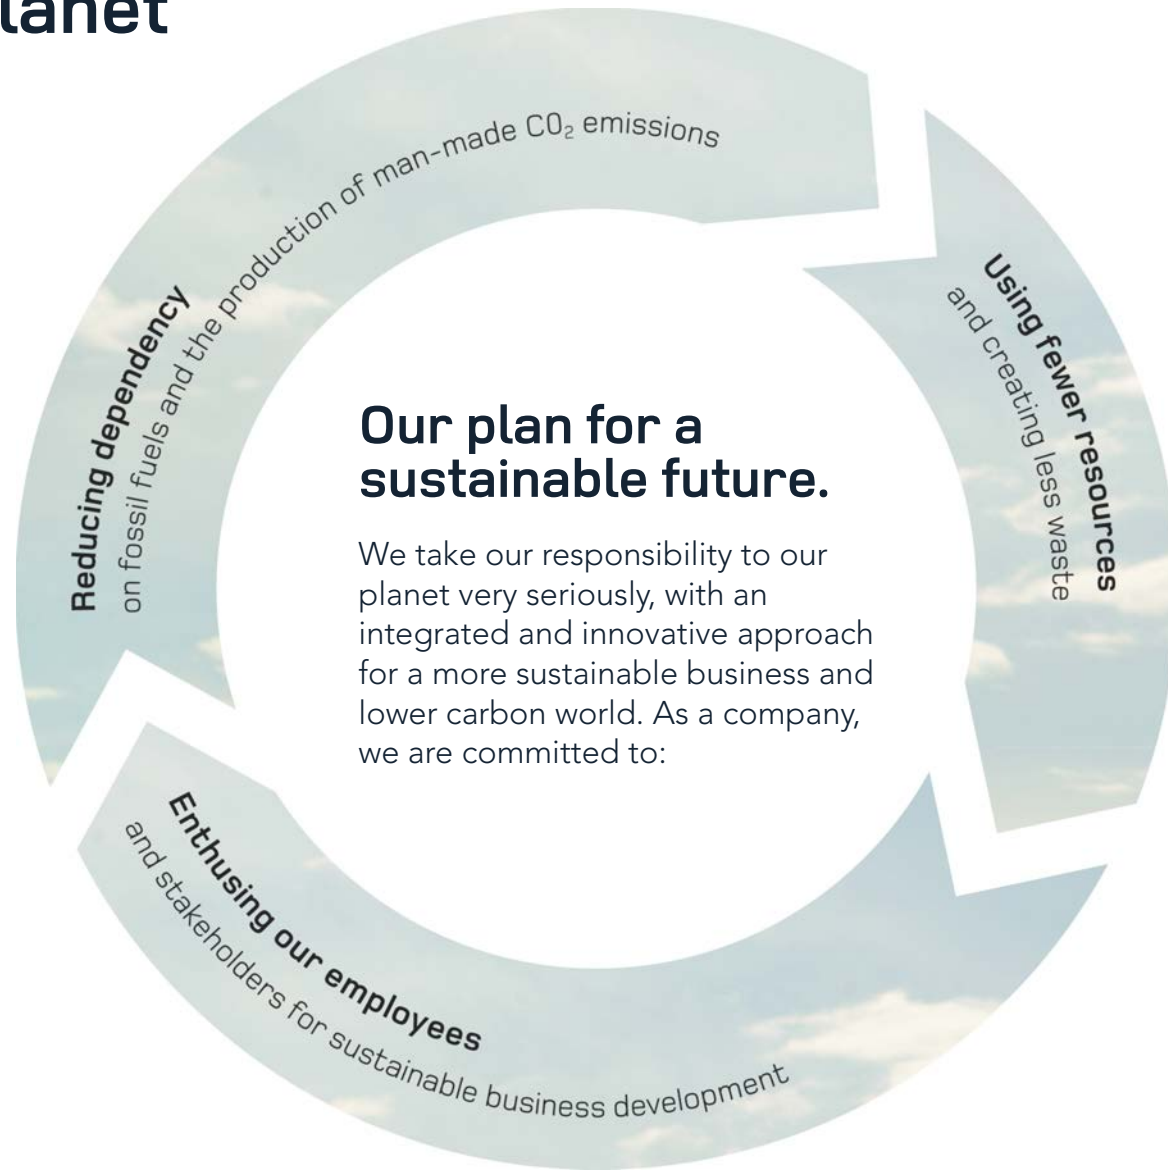 lanet
Reducing dependency
on fossil fuels and the production of man-made CO₂ emissions
Using fewer resources
and creating less waste
Our plan for a
sustainable future.
We take our responsibility to our
planet very seriously, with an
integrated and innovative approach
for a more sustainable business and
lower carbon world. As a company,
we are committed to:
Enthusing our employees
and stakeholders for sustainable business development